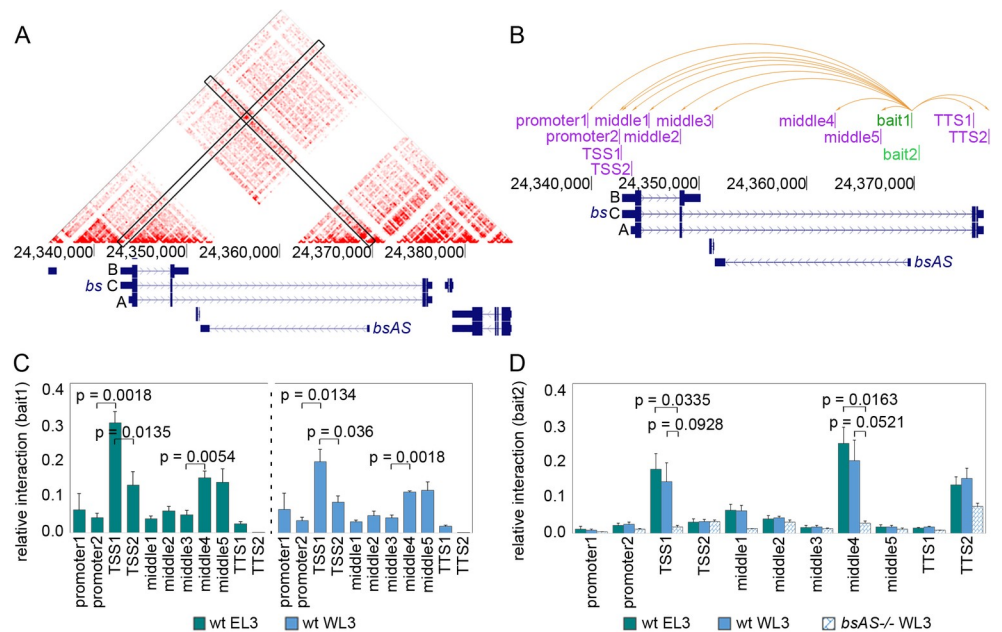 A
24,340,000
24,350,000
24,360,000
24,370,000
24,380,000
B
bs C
A
bsAS
B
promoter1
middle1
middle3
middle4
bait1
TTS1
promoter2
middle2
middle5
TTS2
TSS1
bait2
TSS2
24,340,000
24,350,000
24,360,000
24,370,000
B
bs C
A
bsAS
C
relative interaction (bait1)
0.4
0.3
0.2
0.1
0.0
p = 0.0018
p = 0.0135
p = 0.0054
p = 0.0134
p = 0.036
p = 0.0018
promoter1
promoter2
TSS1
TSS2
middle1
middle2
middle3
middle4
middle5
TTS1
TTS2
promoter1
promoter2
TSS1
TSS2
middle1
middle2
middle3
middle4
middle5
TTS1
TTS2
wt EL3
wt WL3
D
relative interaction (bait2)
0.4
0.3
0.2
0.1
0.0
p = 0.0335
p = 0.0928
p = 0.0163
p = 0.0521
promoter1
promoter2
TSS1
TSS2
middle1
middle2
middle3
middle4
middle5
TTS1
TTS2
wt EL3
wt WL3
bsAS-/- WL3